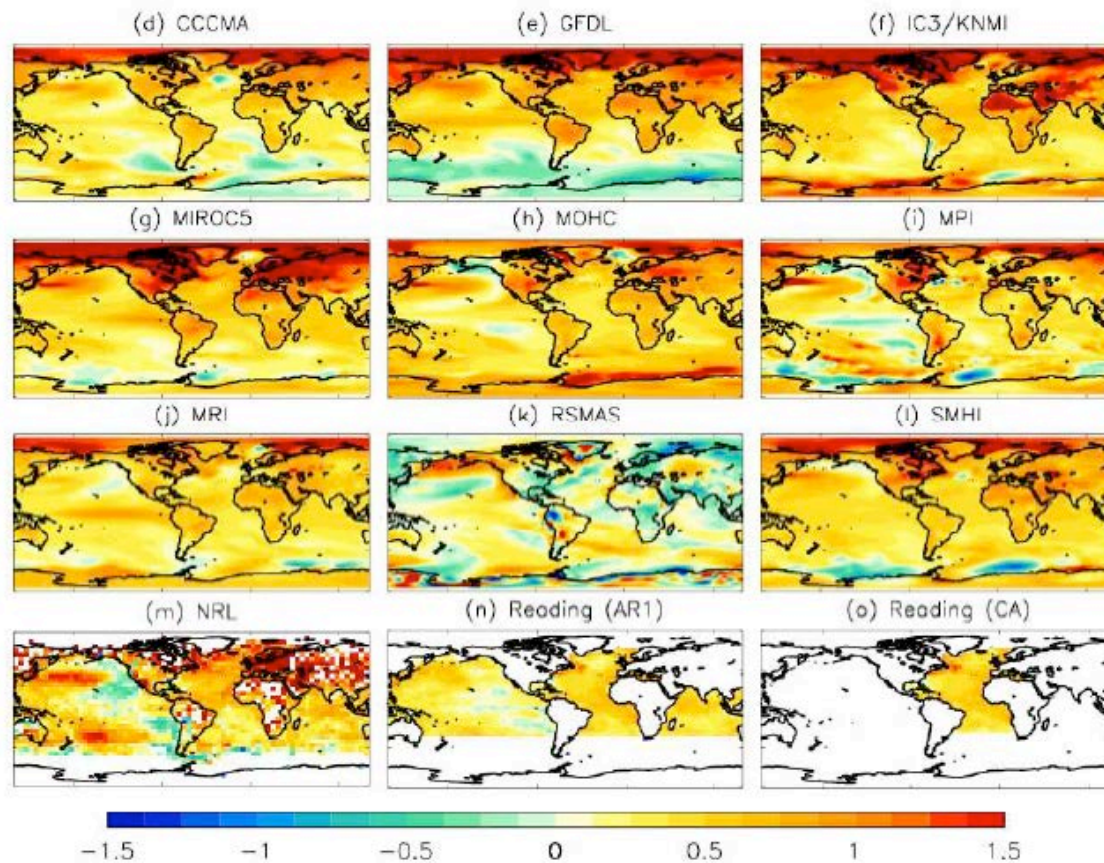 (d) CCCMA (e) GFDL (f) IC3/KNMI
(g) MIROC5 (h) MOHC (i) MPI
(j) MRI (k) RSMAS (l) SMHI
(m) NRL (n) Reading (AR1) (o) Reading (CA)
−1.5 −1 −0.5 0 0.5 1 1.5